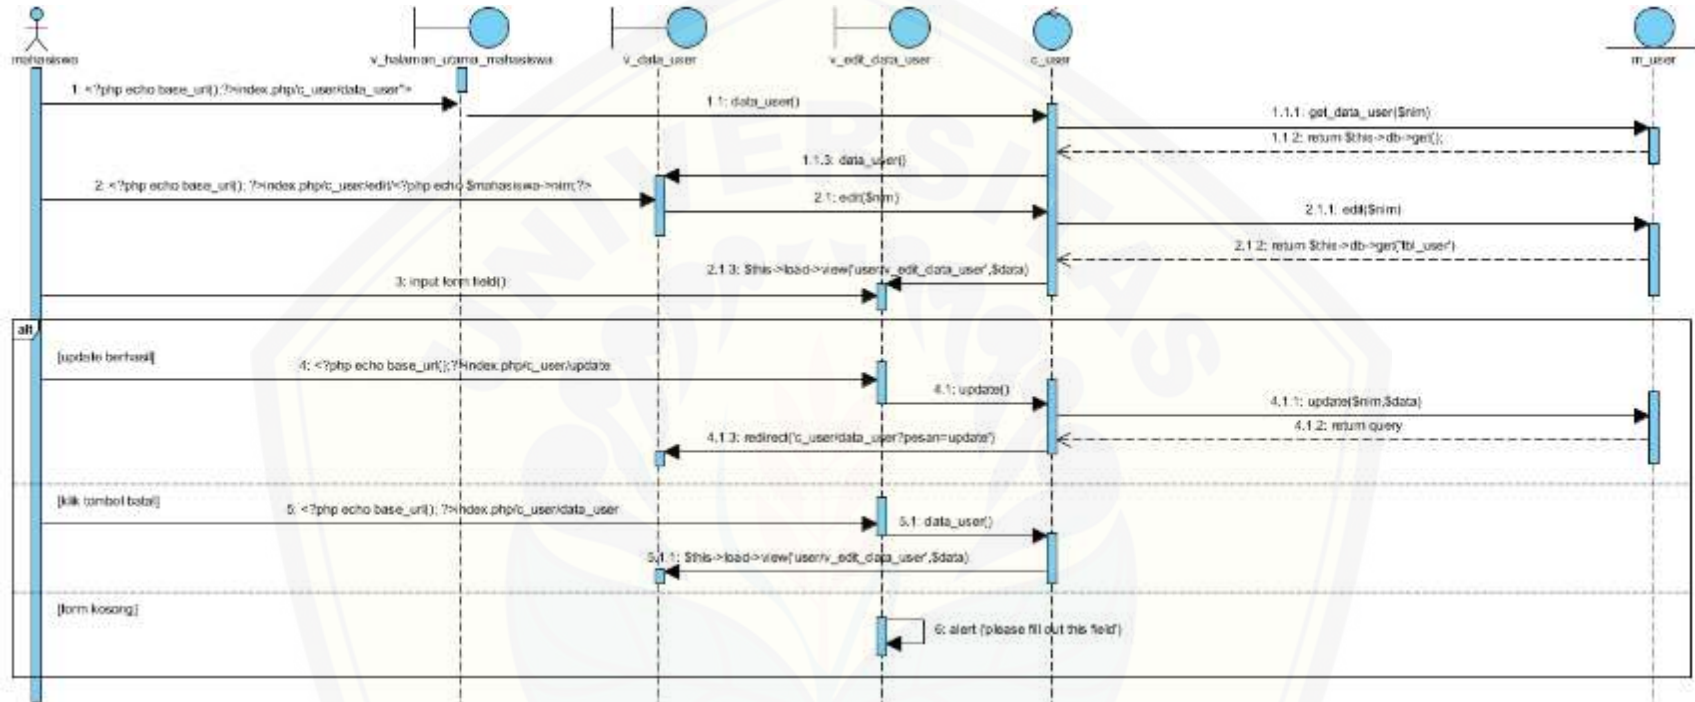 mahasiswa
v_halaman_utama_mahasiswa
v_data_user
v_edit_data_user
c_user
m_user
1: <?php echo base_url();?>index.php/c_user/data_user">
1.1: data_user()
1.1.1: get_data_user($nim)
1.1.2: return $this->db->get();
1.1.3: data_user()
2: <?php echo base_url(); ?>index.php/c_user/edit/<?php echo $mahasiswa->nim;?>
2.1: edit($nim)
2.1.1: edit($nim)
2.1.2: return $this->db->get('tbl_user')
2.1.3: $this->load->view('user/v_edit_data_user',$data)
3: input form field()
alt
[update berhasil]
4: <?php echo base_url();?>index.php/c_user/update
4.1: update()
4.1.1: update($nim,$data)
4.1.2: return query
4.1.3: redirect('c_user/data_user?pesan=update')
[klik tombol batal]
5: <?php echo base_url(); ?>index.php/c_user/data_user
5.1: data_user()
5.1.1: $this->load->view('user/v_edit_data_user',$data)
[form kosong]
6: alert ('please fill out this field')
UNIVERSITAS